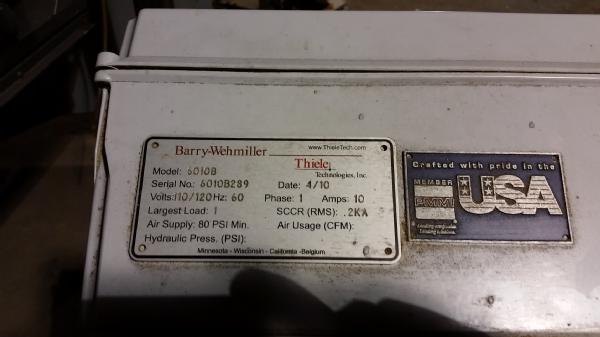 Barry-Wehmiller www.ThieleTech.com
Thiele
Technologies, Inc.
Model: 6010B
Serial No: 6010B289 Date: 4/10
Volts: 110/120 Hz: 60 Phase: 1 Amps: 10
Largest Load: 1 SCCR (RMS): .2KA
Air Supply: 80 PSI Min. Air Usage (CFM):
Hydraulic Press. (PSI):
Minnesota - Wisconsin - California -Belgium
Crafted with pride in the
MEMBER
PMMI
USA